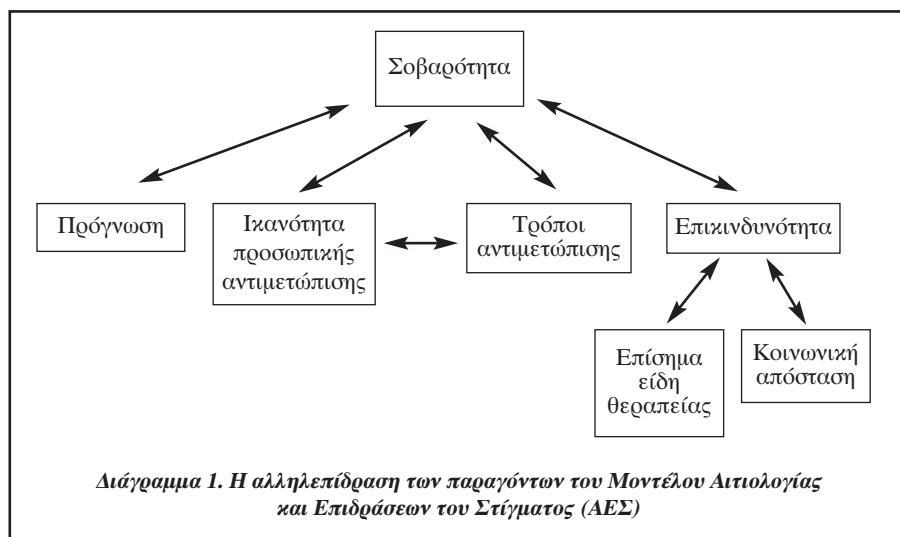 Σοβαρότητα
Πρόγνωση
Ικανότητα
προσωπικής
αντιμετώπισης
Τρόποι
αντιμετώπισης
Επικινδυνότητα
Επίσημα
είδη
θεραπείας
Κοινωνική
απόσταση
Διάγραμμα 1. Η αλληλεπίδραση των παραγόντων του Μοντέλου Αιτιολογίας
και Επιδράσεων του Στίγματος (ΑΕΣ)